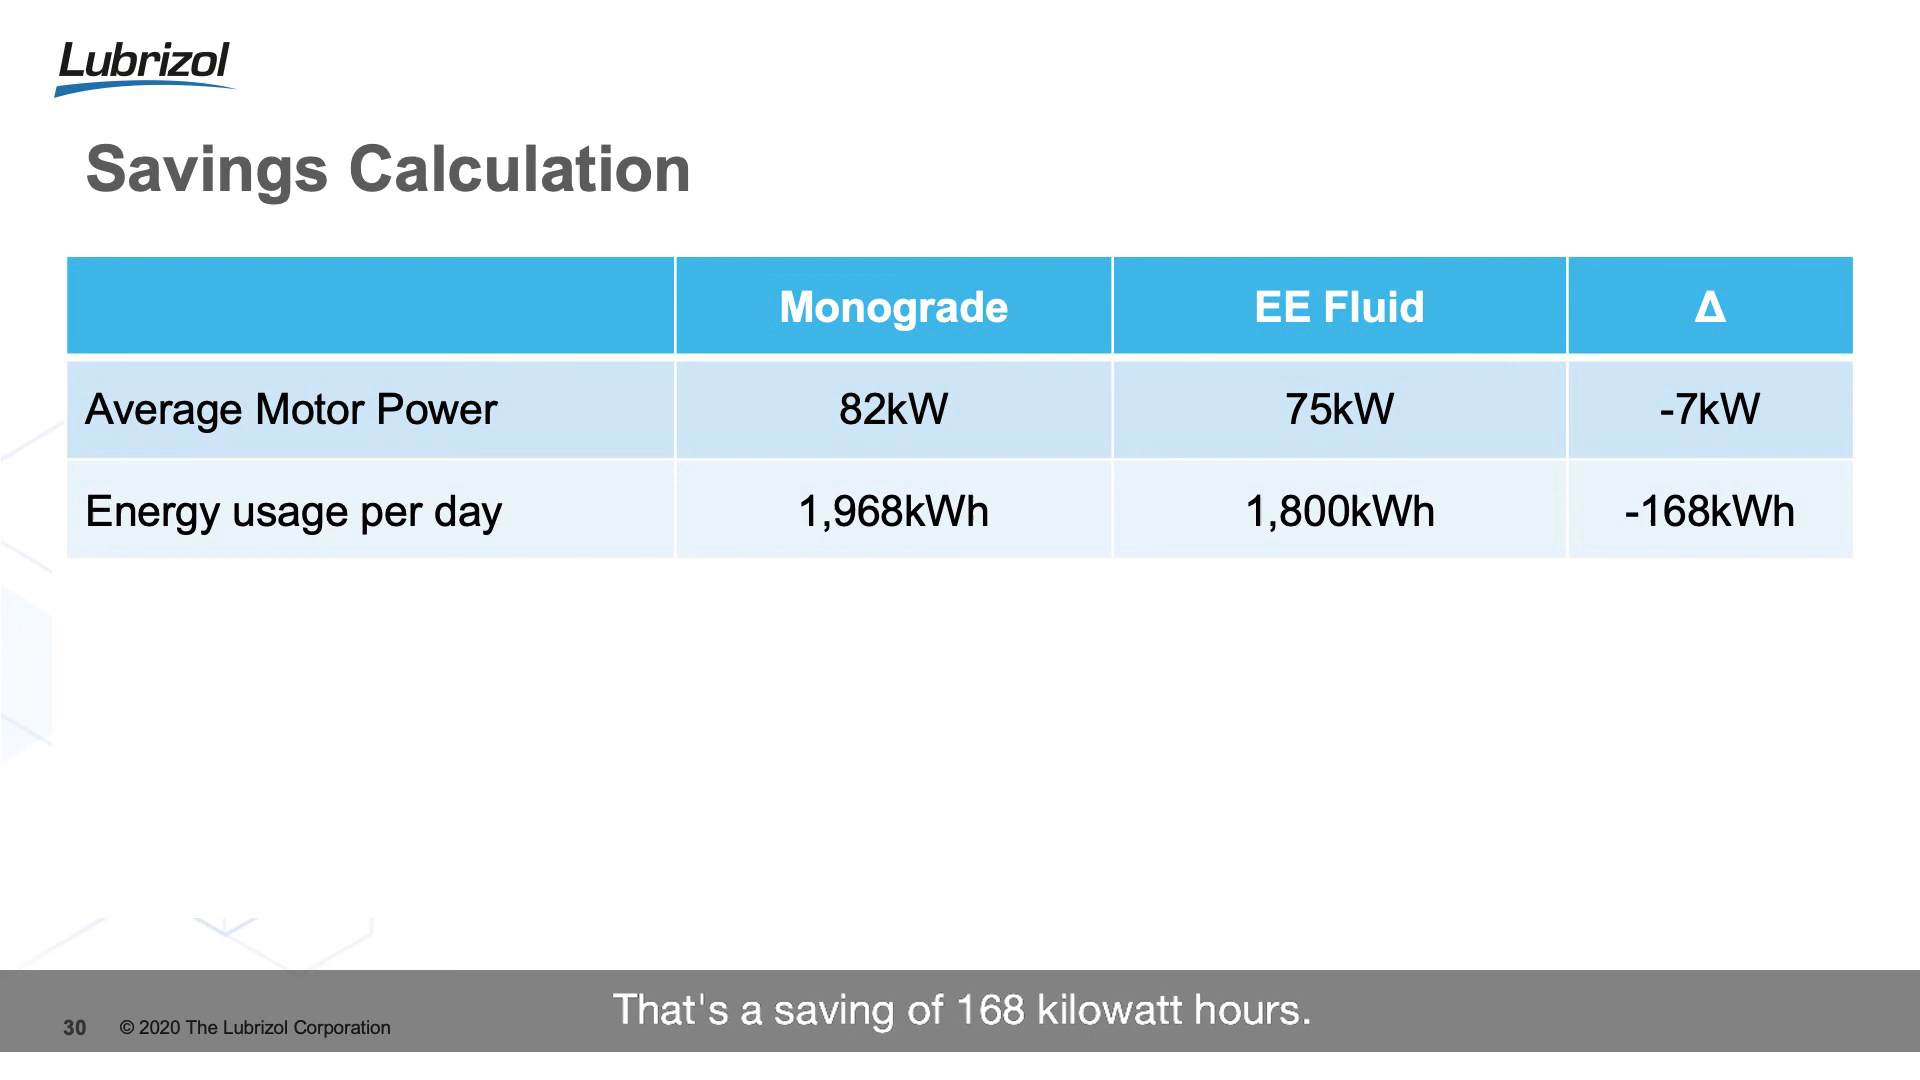 Lubrizol
Savings Calculation
Monograde EE Fluid Δ
Average Motor Power 82kW 75kW -7kW
Energy usage per day 1,968kWh 1,800kWh -168kWh
That's a saving of 168 kilowatt hours.
30 © 2020 The Lubrizol Corporation